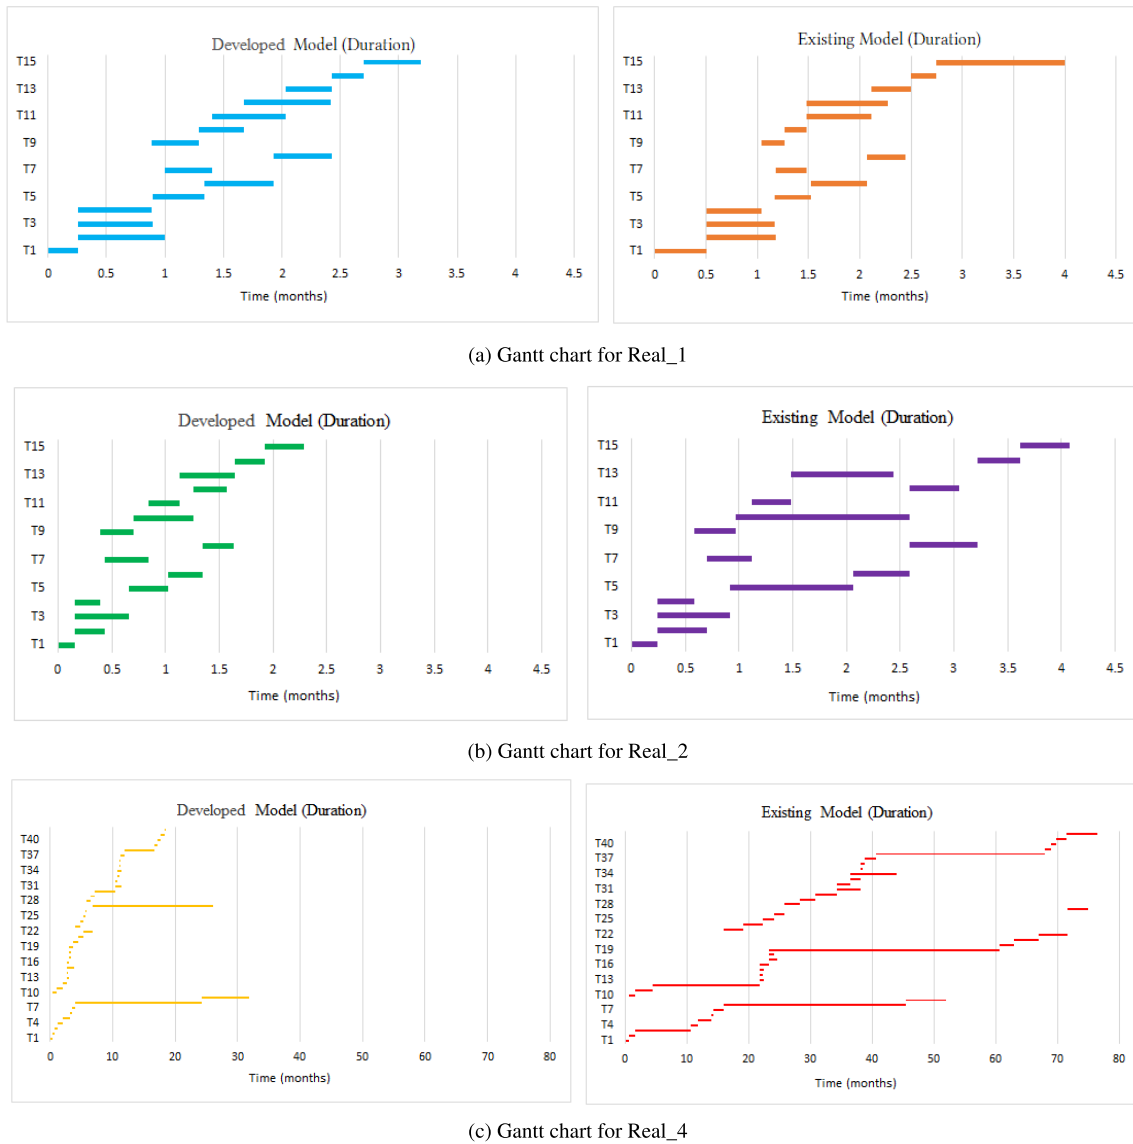 Developed Model (Duration)
T15
T13
T11
T9
T7
T5
T3
T1
0 0.5 1 1.5 2 2.5 3 3.5 4 4.5
Time (months)
Existing Model (Duration)
T15
T13
T11
T9
T7
T5
T3
T1
0 0.5 1 1.5 2 2.5 3 3.5 4 4.5
Time (months)
(a) Gantt chart for Real_1
Developed Model (Duration)
T15
T13
T11
T9
T7
T5
T3
T1
0 0.5 1 1.5 2 2.5 3 3.5 4 4.5
Time (months)
Existing Model (Duration)
T15
T13
T11
T9
T7
T5
T3
T1
0 0.5 1 1.5 2 2.5 3 3.5 4 4.5
Time (months)
(b) Gantt chart for Real_2
Developed Model (Duration)
T40
T37
T34
T31
T28
T25
T22
T19
T16
T13
T10
T7
T4
T1
0 10 20 30 40 50 60 70 80
Time (months)
Existing Model (Duration)
T40
T37
T34
T31
T28
T25
T22
T19
T16
T13
T10
T7
T4
T1
0 10 20 30 40 50 60 70 80
Time (months)
(c) Gantt chart for Real_4